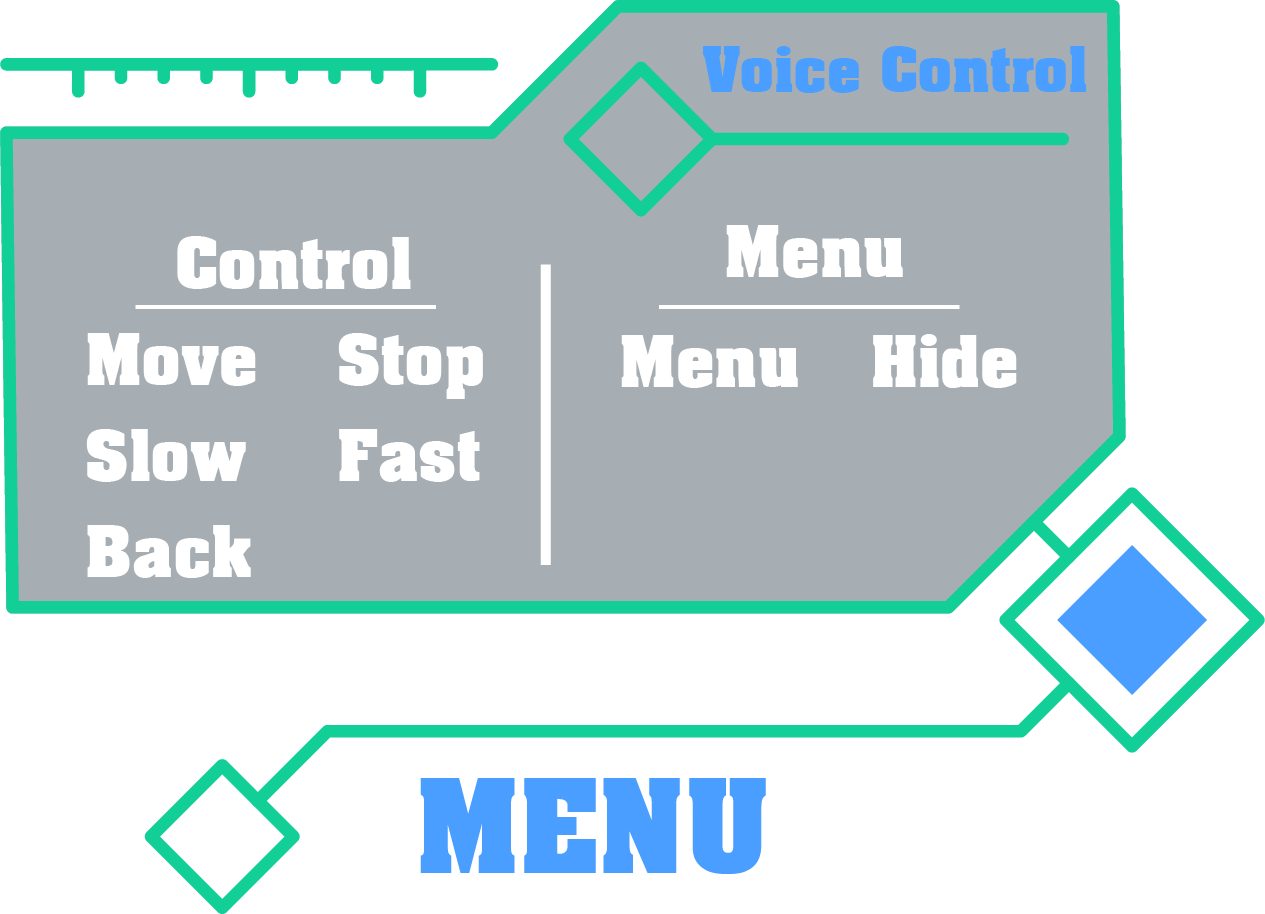 Voice Control
Control
Move Stop
Slow Fast
Back
Menu
Menu Hide
MENU